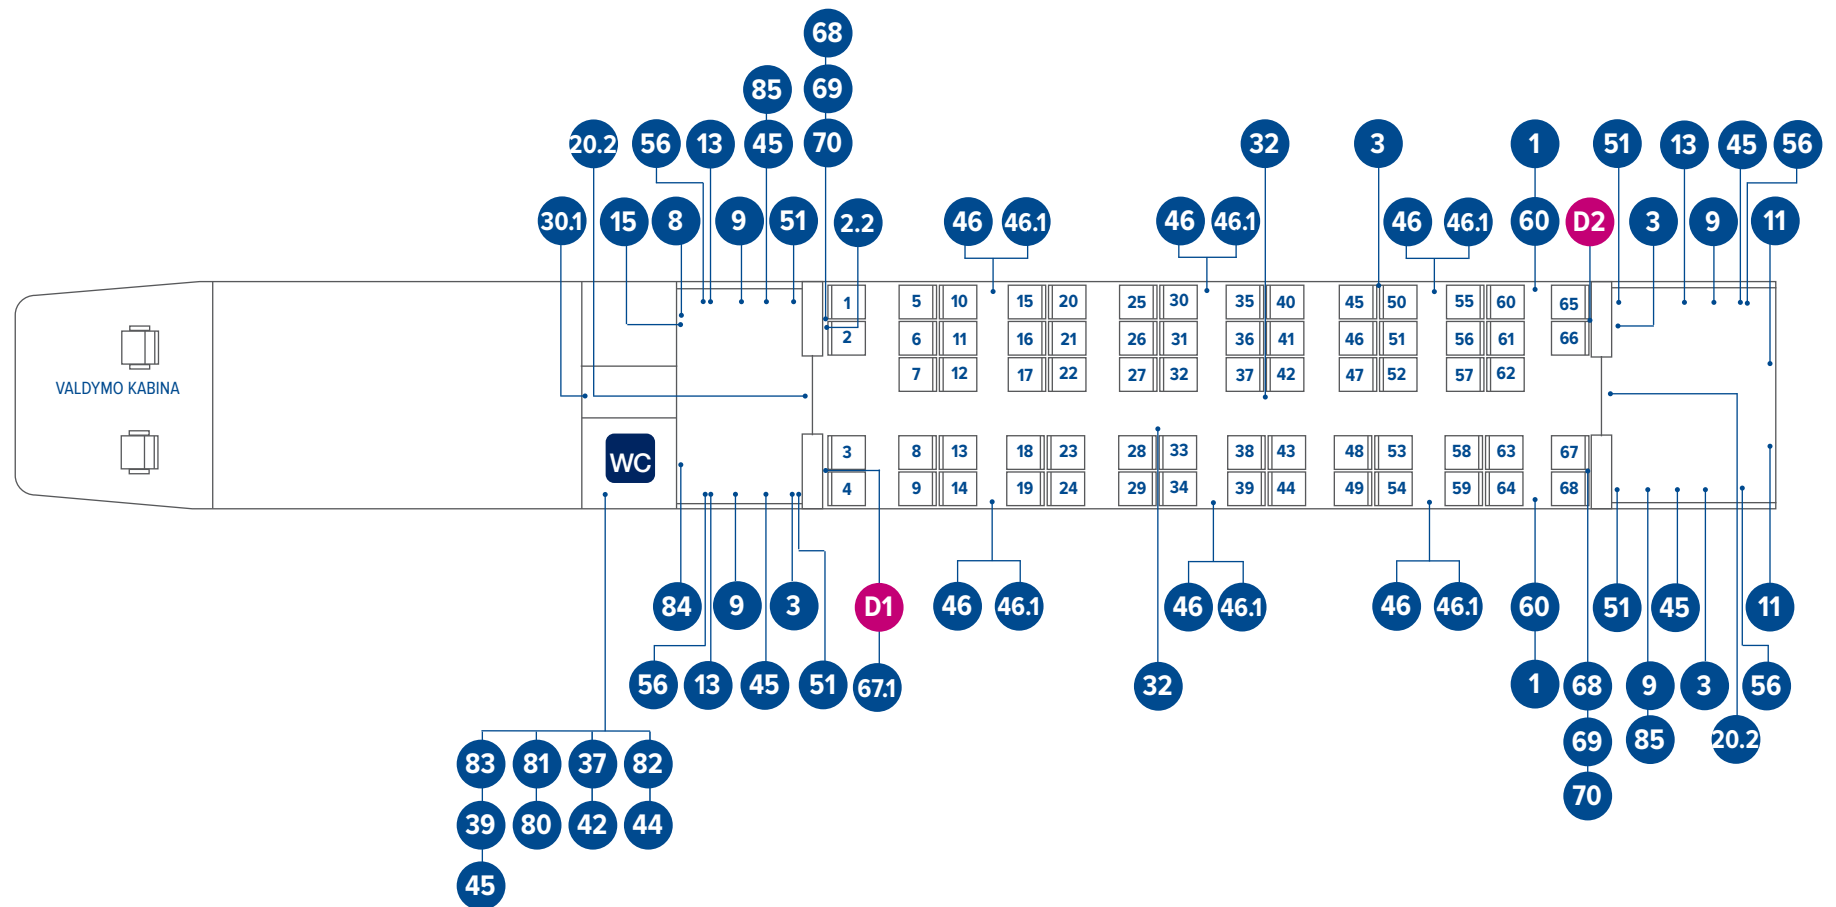 68
85 69
20.2 56 13 45 70 32 3 1 51 13 45 56
30.1 15 8 9 51 2.2 46 46.1 46 46.1 46 46.1 60 D2 3 9 11
1 5 10 15 20 25 30 35 40 45 50 55 60 65
2 6 11 16 21 26 31 36 41 46 51 56 61 66
7 12 17 22 27 32 37 42 47 52 57 62
VALDYMO KABINA
WC
3 8 13 18 23 28 33 38 43 48 53 58 63 67
4 9 14 19 24 29 34 39 44 49 54 59 64 68
84 9 3 D1 46 46.1 46 46.1 46 46.1 60 51 45 11
56 13 45 51 67.1 32 1 68 9 3 56
69 85 20.2
83 81 37 82
70
39 80 42 44
45